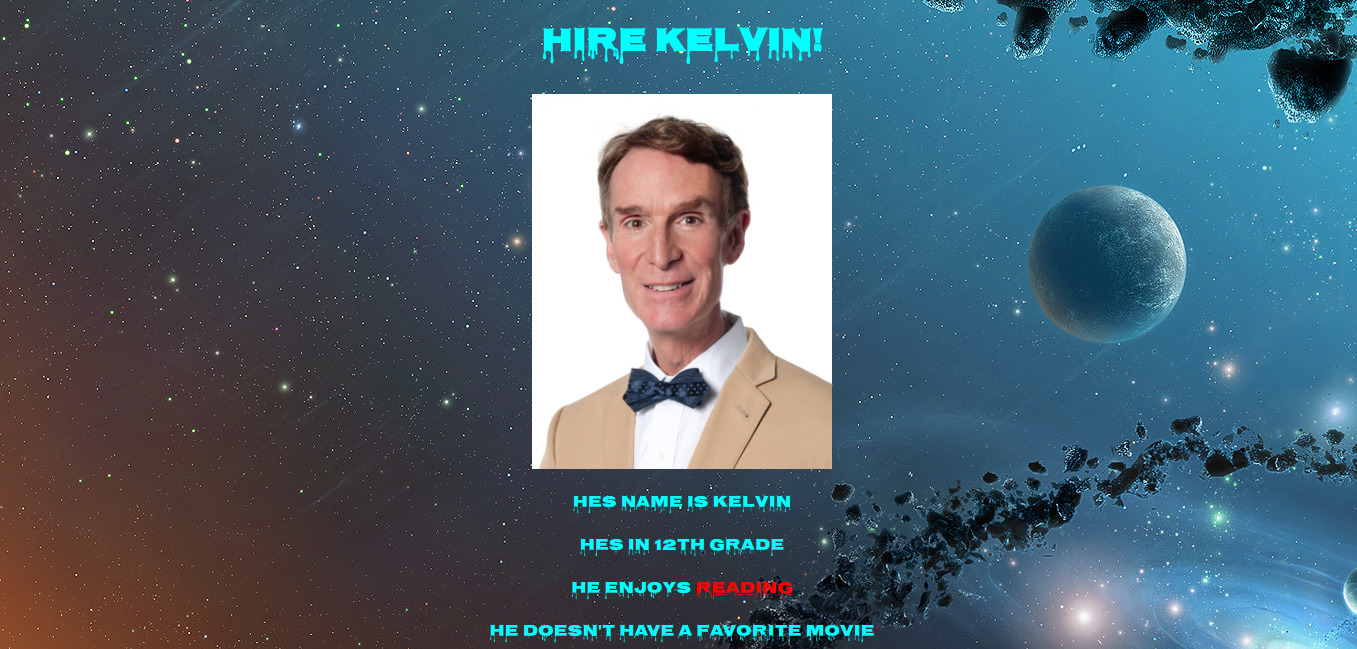 HIRE KELVIN!
HES NAME IS KELVIN
HES IN 12TH GRADE
HE ENJOYS READING
HE DOESN'T HAVE A FAVORITE MOVIE